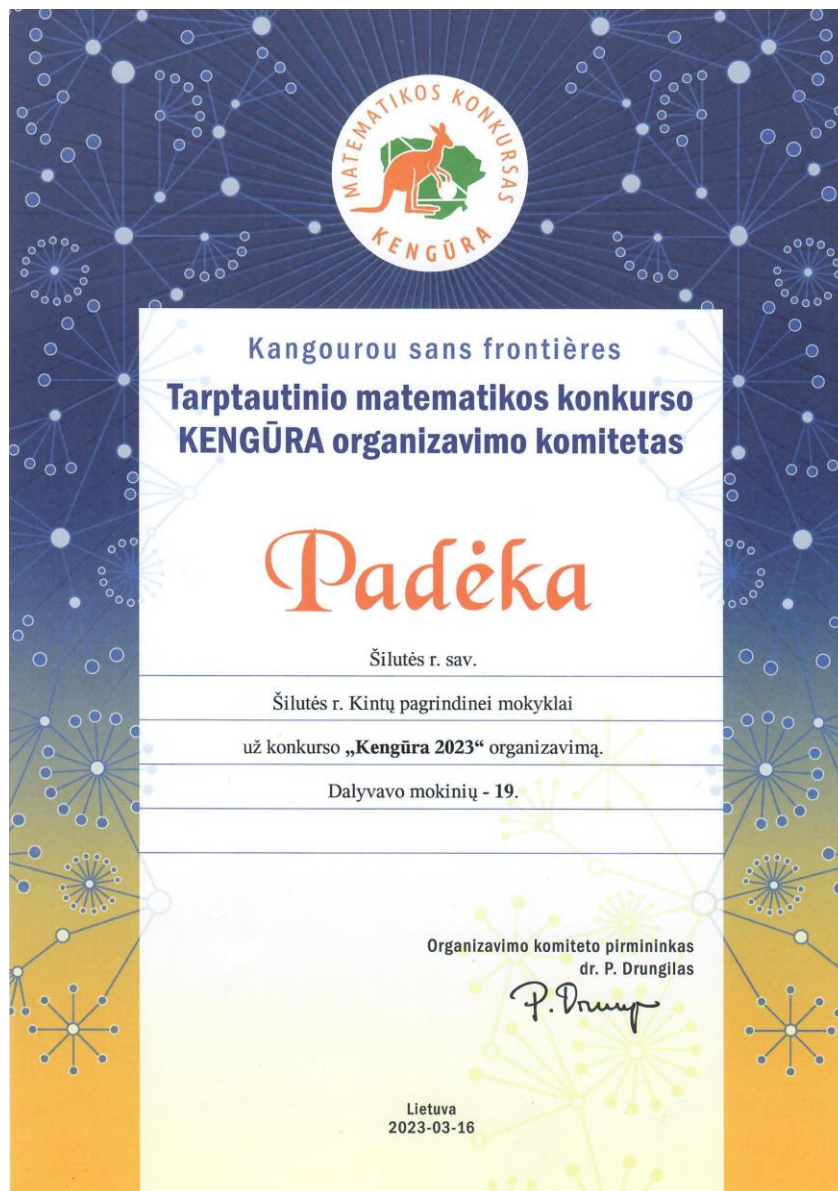 MATEMATIKOS KONKURSAS
KENGŪRA
Kangourou sans frontières
Tarptautinio matematikos konkurso
KENGŪRA organizavimo komitetas
Padėka
Šilutės r. sav.
Šilutės r. Kintų pagrindinei mokyklai
už konkurso „Kengūra 2023“ organizavimą.
Dalyvavo mokinių - 19.
Organizavimo komiteto pirmininkas
dr. P. Drungilas
Lietuva
2023-03-16